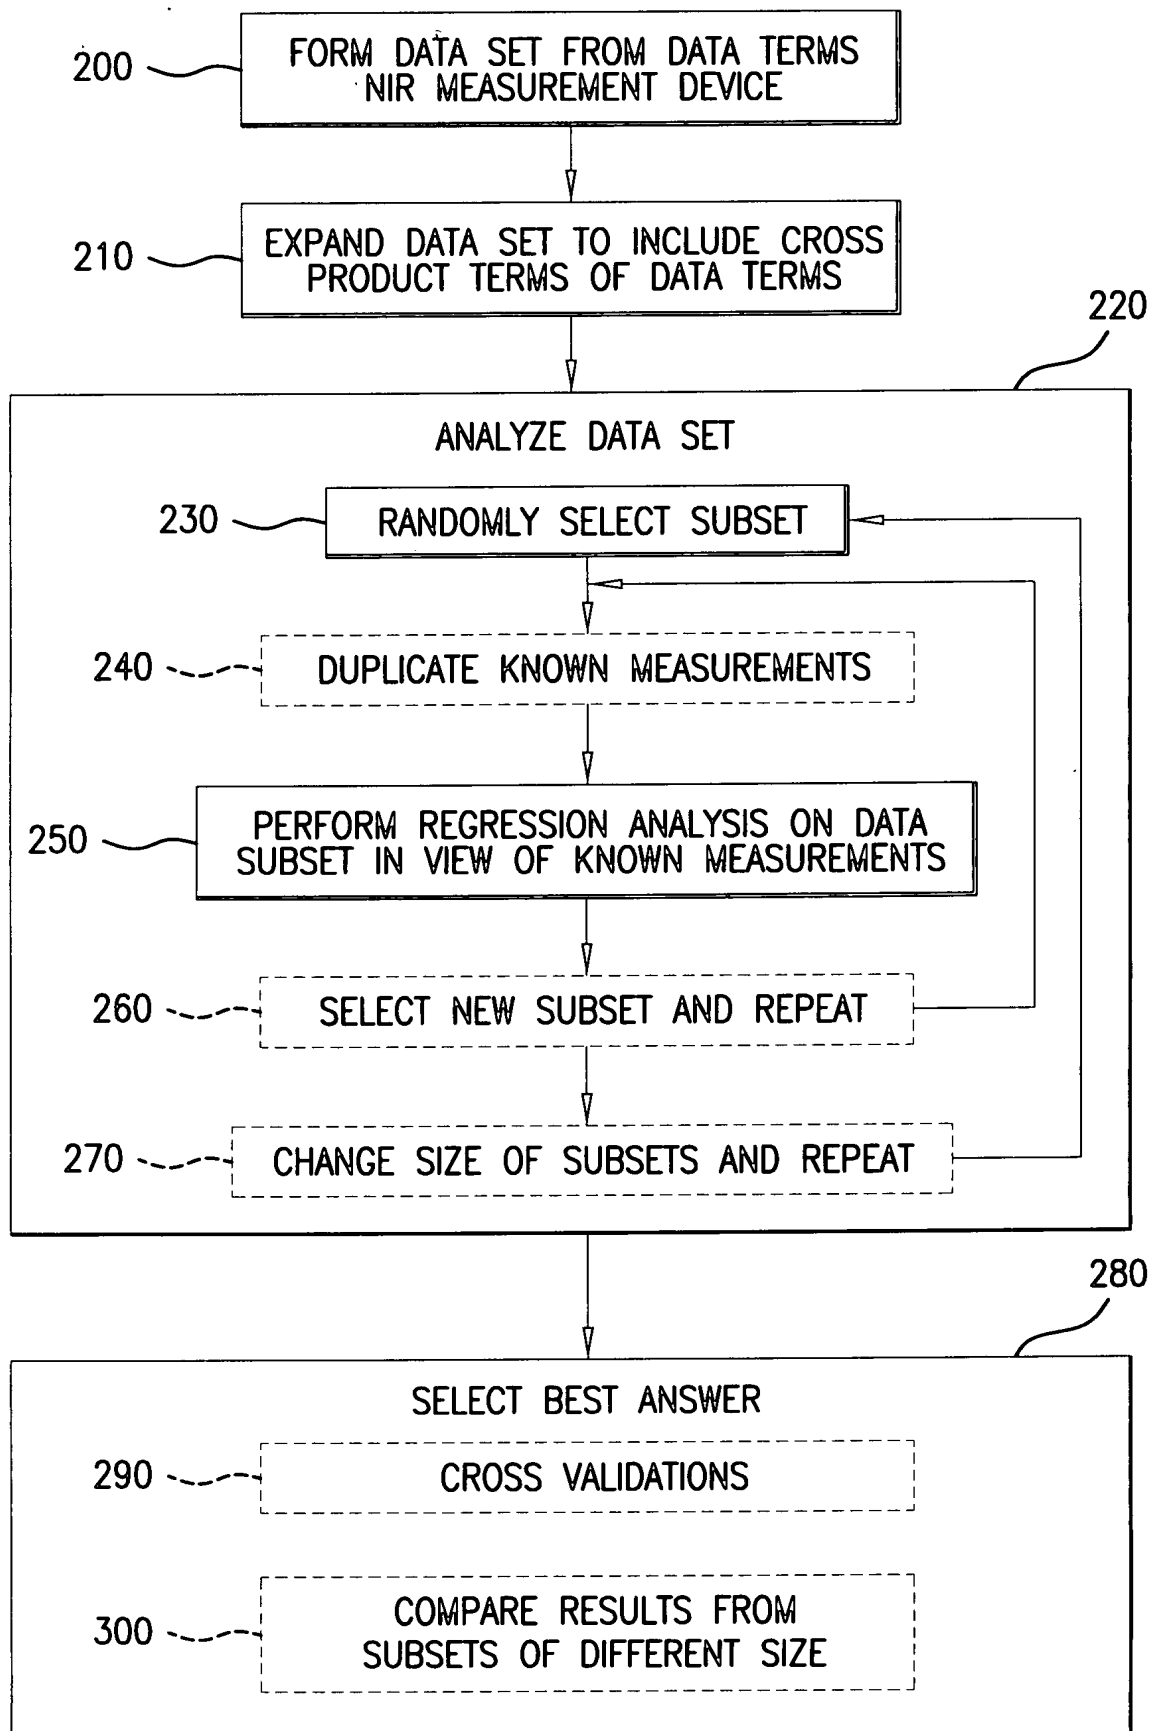 200
FORM DATA SET FROM DATA TERMS
NIR MEASUREMENT DEVICE
210
EXPAND DATA SET TO INCLUDE CROSS
PRODUCT TERMS OF DATA TERMS
220
ANALYZE DATA SET
230
RANDOMLY SELECT SUBSET
240
DUPLICATE KNOWN MEASUREMENTS
250
PERFORM REGRESSION ANALYSIS ON DATA
SUBSET IN VIEW OF KNOWN MEASUREMENTS
260
SELECT NEW SUBSET AND REPEAT
270
CHANGE SIZE OF SUBSETS AND REPEAT
280
SELECT BEST ANSWER
290
CROSS VALIDATIONS
300
COMPARE RESULTS FROM
SUBSETS OF DIFFERENT SIZE